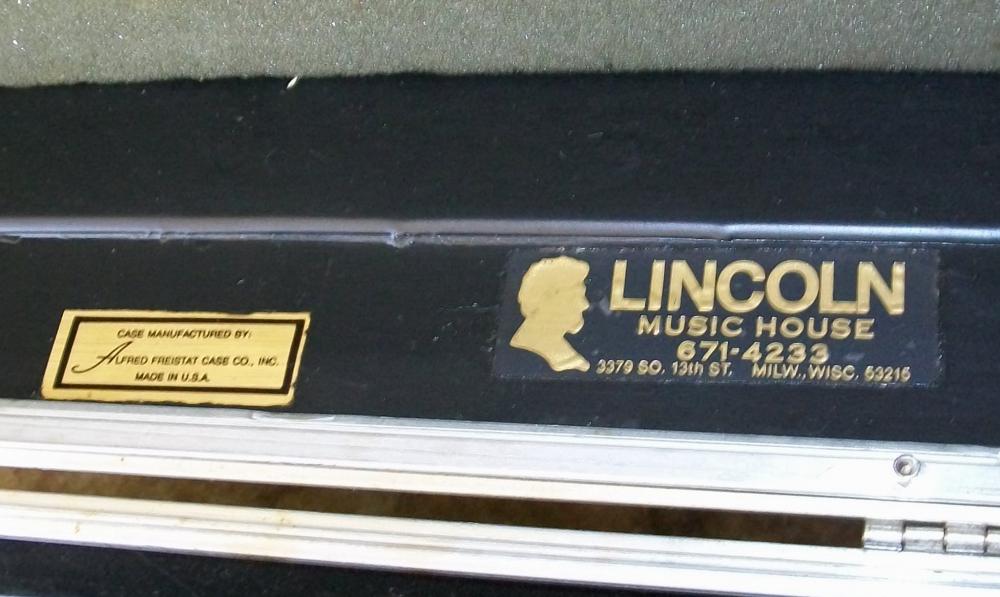 CASE MANUFACTURED BY:
ALFRED FREISTAT CASE CO., INC.
MADE IN U.S.A.
LINCOLN
MUSIC HOUSE
671-4233
3379 SO. 13th ST. MILW., WISC. 53215